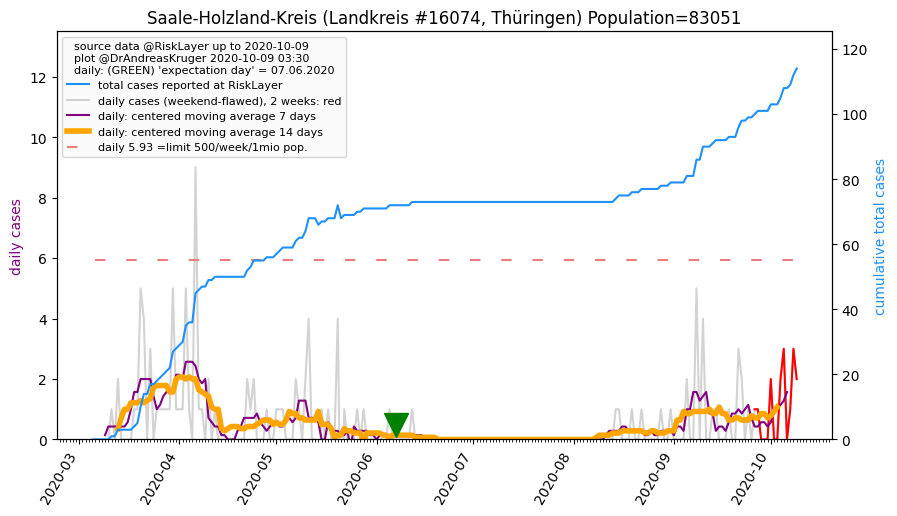 Saale-Holzland-Kreis (Landkreis #16074, Thüringen) Population=83051
source data @RiskLayer up to 2020-10-09
plot @DrAndreasKruger 2020-10-09 03:30
daily: (GREEN) 'expectation day' = 07.06.2020
total cases reported at RiskLayer
daily cases (weekend-flawed), 2 weeks: red
daily: centered moving average 7 days
daily: centered moving average 14 days
daily 5.93 =limit 500/week/1mio pop.
daily cases
0
2
4
6
8
10
12
cumulative total cases
0
20
40
60
80
100
120
2020-03
2020-04
2020-05
2020-06
2020-07
2020-08
2020-09
2020-10